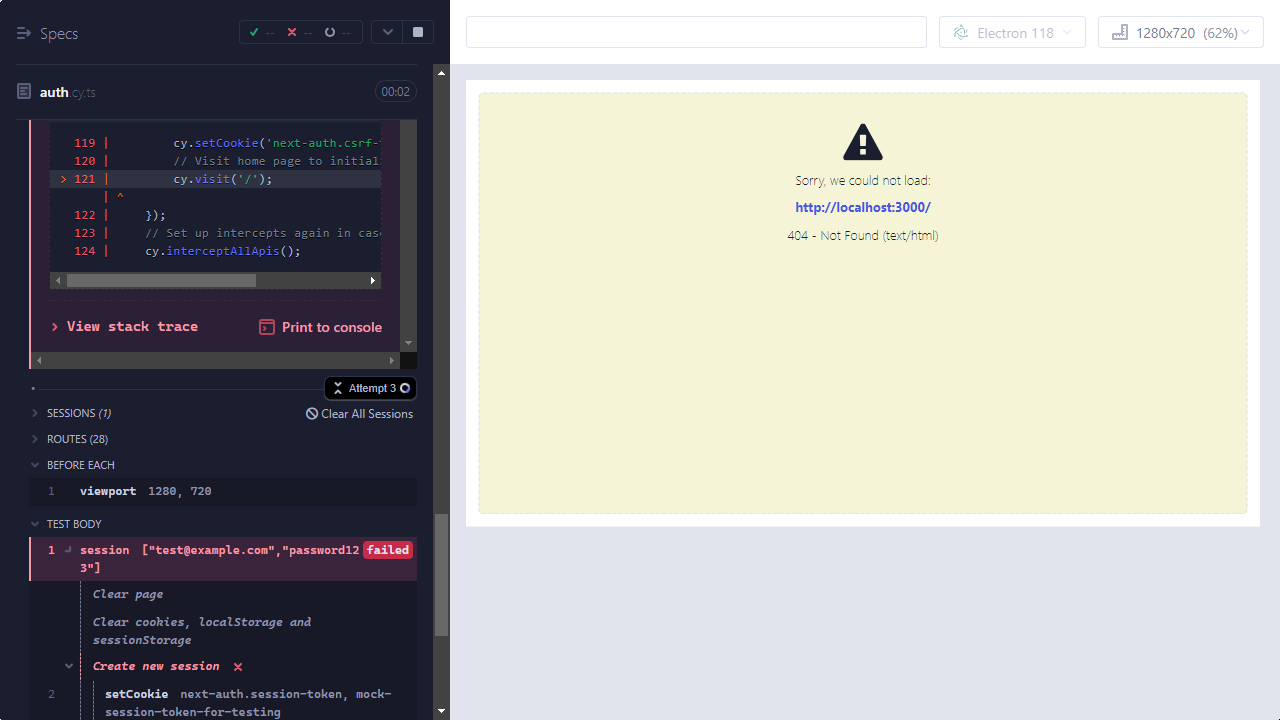 Specs
-- -- --
Electron 118
1280x720 (62%)
auth.cy.ts
00:02
119 | cy.setCookie('next-auth.csrf-
120 | // Visit home page to initiali
> 121 | cy.visit('/');
| ^
122 | });
123 | // Set up intercepts again in case
124 | cy.interceptAllApis();
View stack trace
Print to console
Attempt 3
SESSIONS (1)
Clear All Sessions
ROUTES (28)
BEFORE EACH
1 viewport 1280, 720
TEST BODY
1 session ["test@example.com","password12 failed
3"]
Clear page
Clear cookies, localStorage and
sessionStorage
Create new session
2 setCookie next-auth.session-token, mock-
session-token-for-testing
Sorry, we could not load:
http://localhost:3000/
404 - Not Found (text/html)